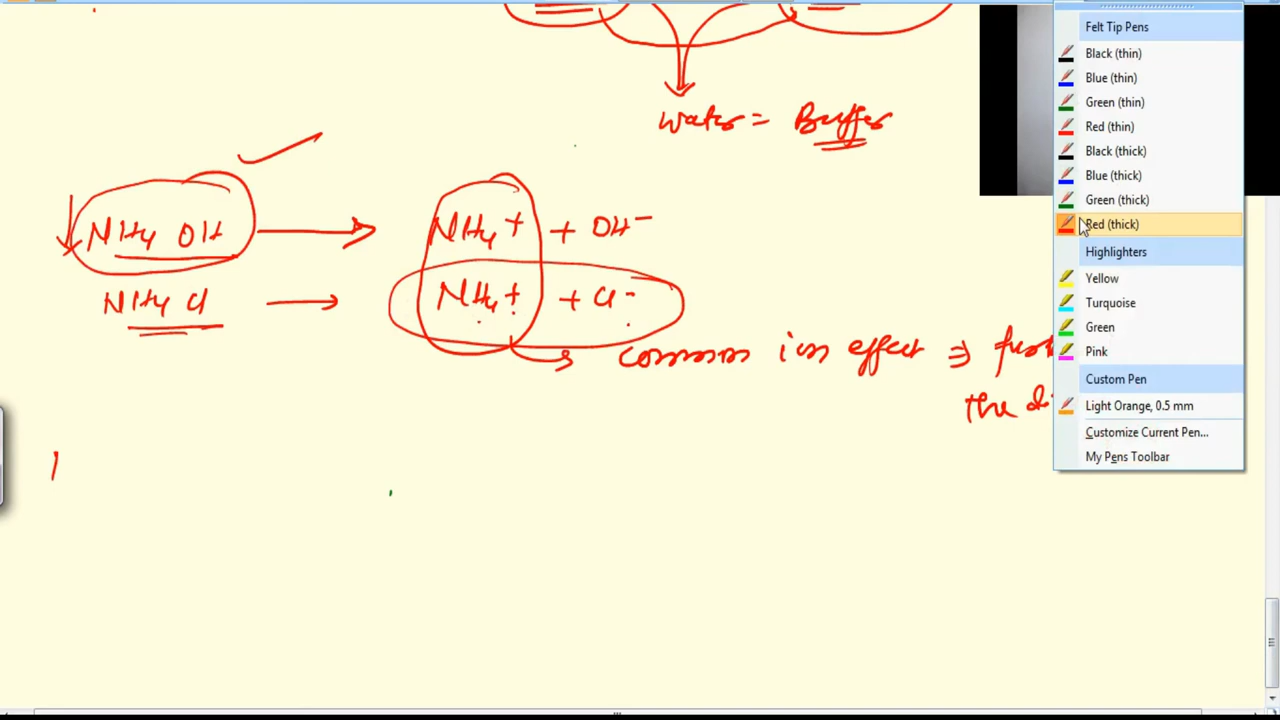 water = Buffer
NH4 OH → NH4+ + OH-
NH4 Cl → NH4+ + Cl-
common ion effect ⇒
the
Felt Tip Pens
Black (thin)
Blue (thin)
Green (thin)
Red (thin)
Black (thick)
Blue (thick)
Green (thick)
Red (thick)
Highlighters
Yellow
Turquoise
Green
Pink
Custom Pen
Light Orange, 0.5 mm
Customize Current Pen...
My Pens Toolbar